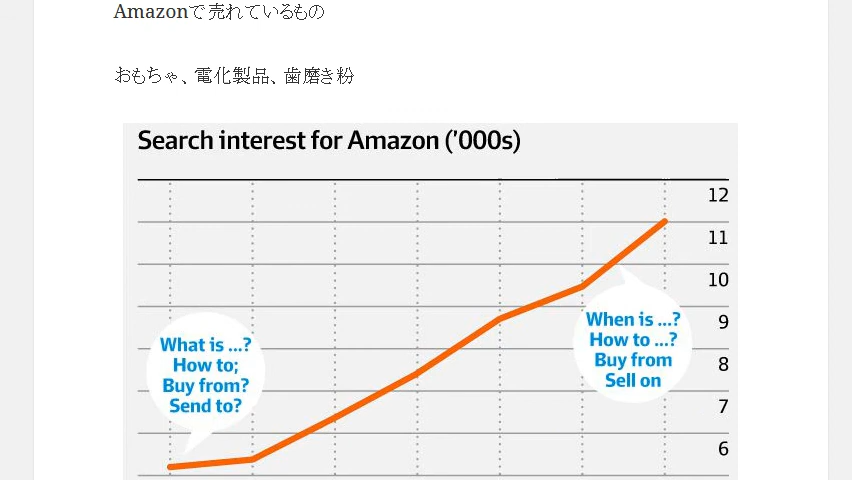 Amazonで売れているもの
おもちゃ、電化製品、歯磨き粉
Search interest for Amazon ('000s)
12
11
10
9
8
7
6
What is ...?
How to;
Buy from?
Send to?
When is ...?
How to ...?
Buy from
Sell on